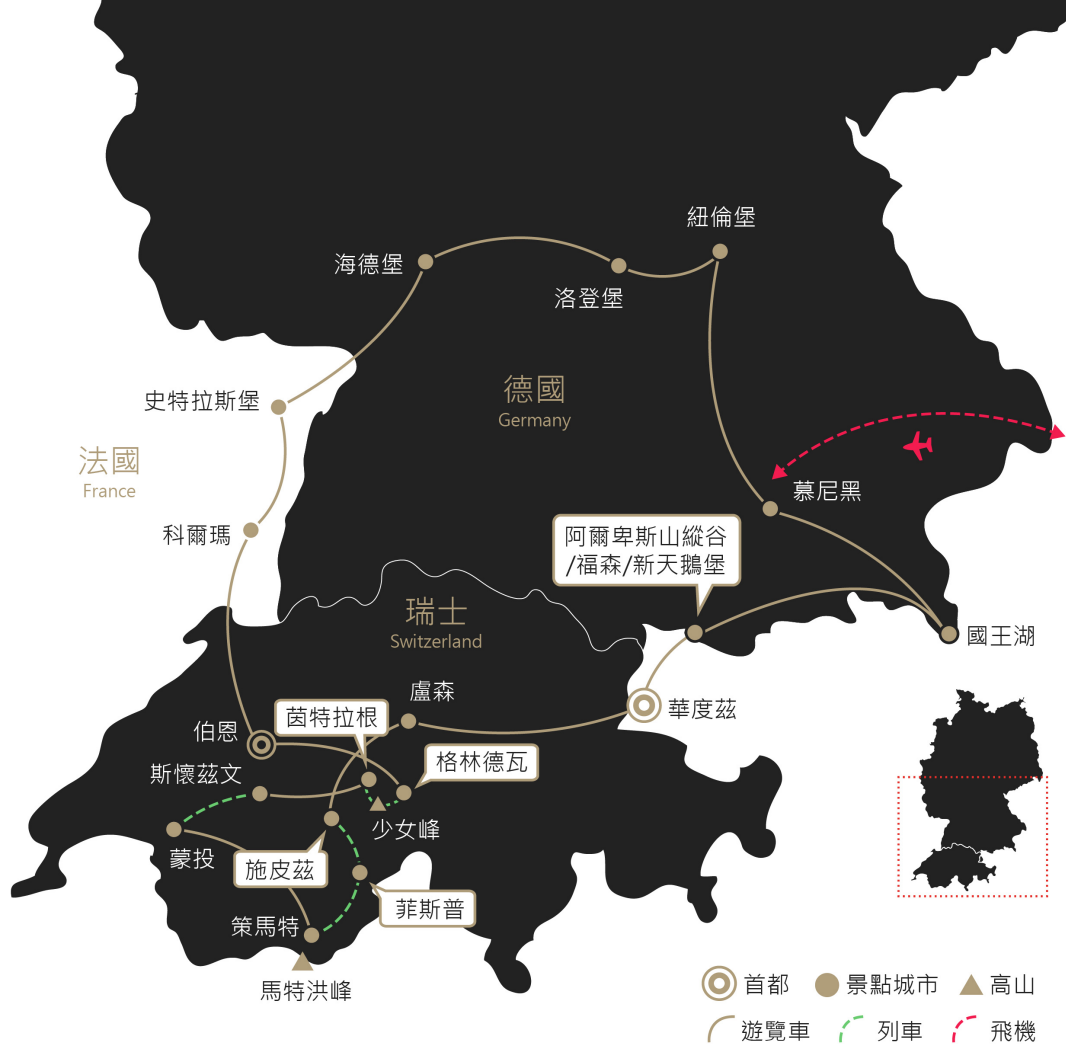 紐倫堡
海德堡
洛登堡
史特拉斯堡
德國
Germany
法國
France
慕尼黑
科爾瑪
阿爾卑斯山縱谷
/福森/新天鵝堡
瑞士
Switzerland
國王湖
盧森
華度茲
茵特拉根
伯恩
格林德瓦
斯懷茲文
少女峰
蒙投
施皮茲
菲斯普
策馬特
馬特洪峰
首都
景點城市
高山
遊覽車
列車
飛機